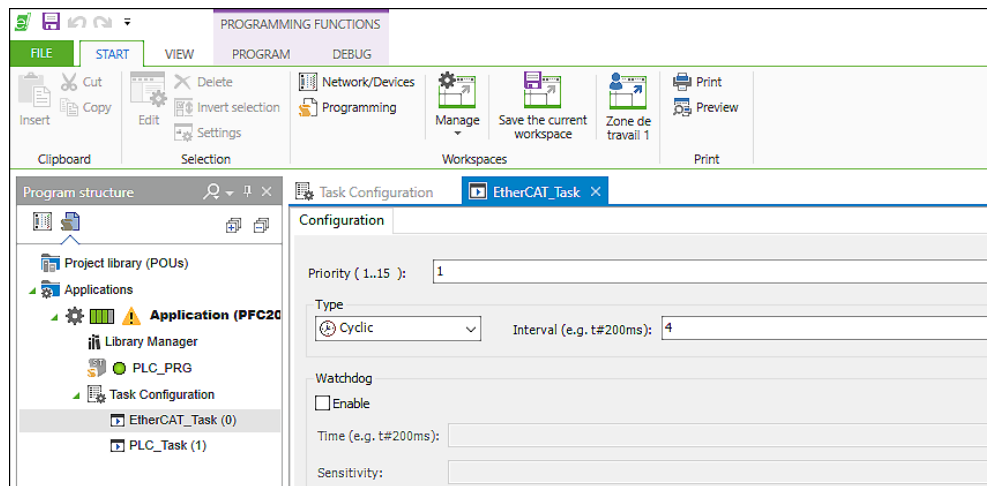 PROGRAMMING FUNCTIONS
FILE START VIEW PROGRAM DEBUG
Insert
Cut
Copy
Clipboard
Edit
Delete
Invert selection
Settings
Selection
Network/Devices
Programming
Manage
Save the current
workspace
Zone de
travail 1
Workspaces
Print
Preview
Print
Program structure
Project library (POUs)
Applications
Application (PFC20
Library Manager
PLC_PRG
Task Configuration
EtherCAT_Task (0)
PLC_Task (1)
Task Configuration EtherCAT_Task
Configuration
Priority ( 1..15 ): 1
Type
Cyclic Interval (e.g. t#200ms): 4
Watchdog
Enable
Time (e.g. t#200ms):
Sensitivity: